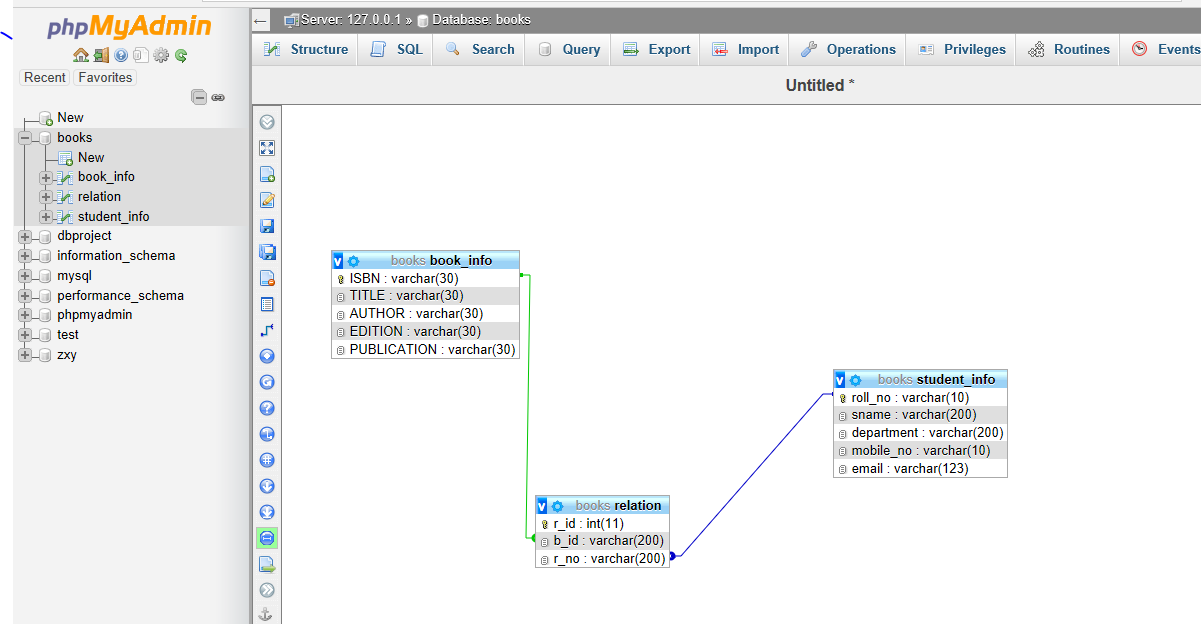 phpMyAdmin
Recent Favorites
New
books
New
book_info
relation
student_info
dbproject
information_schema
mysql
performance_schema
phpmyadmin
test
zxy
← Server: 127.0.0.1 » Database: books
Structure SQL Search Query Export Import Operations Privileges Routines Events
Untitled *
v books book_info
ISBN : varchar(30)
TITLE : varchar(30)
AUTHOR : varchar(30)
EDITION : varchar(30)
PUBLICATION : varchar(30)
v books student_info
roll_no : varchar(10)
sname : varchar(200)
department : varchar(200)
mobile_no : varchar(10)
email : varchar(123)
v books relation
r_id : int(11)
b_id : varchar(200)
r_no : varchar(200)